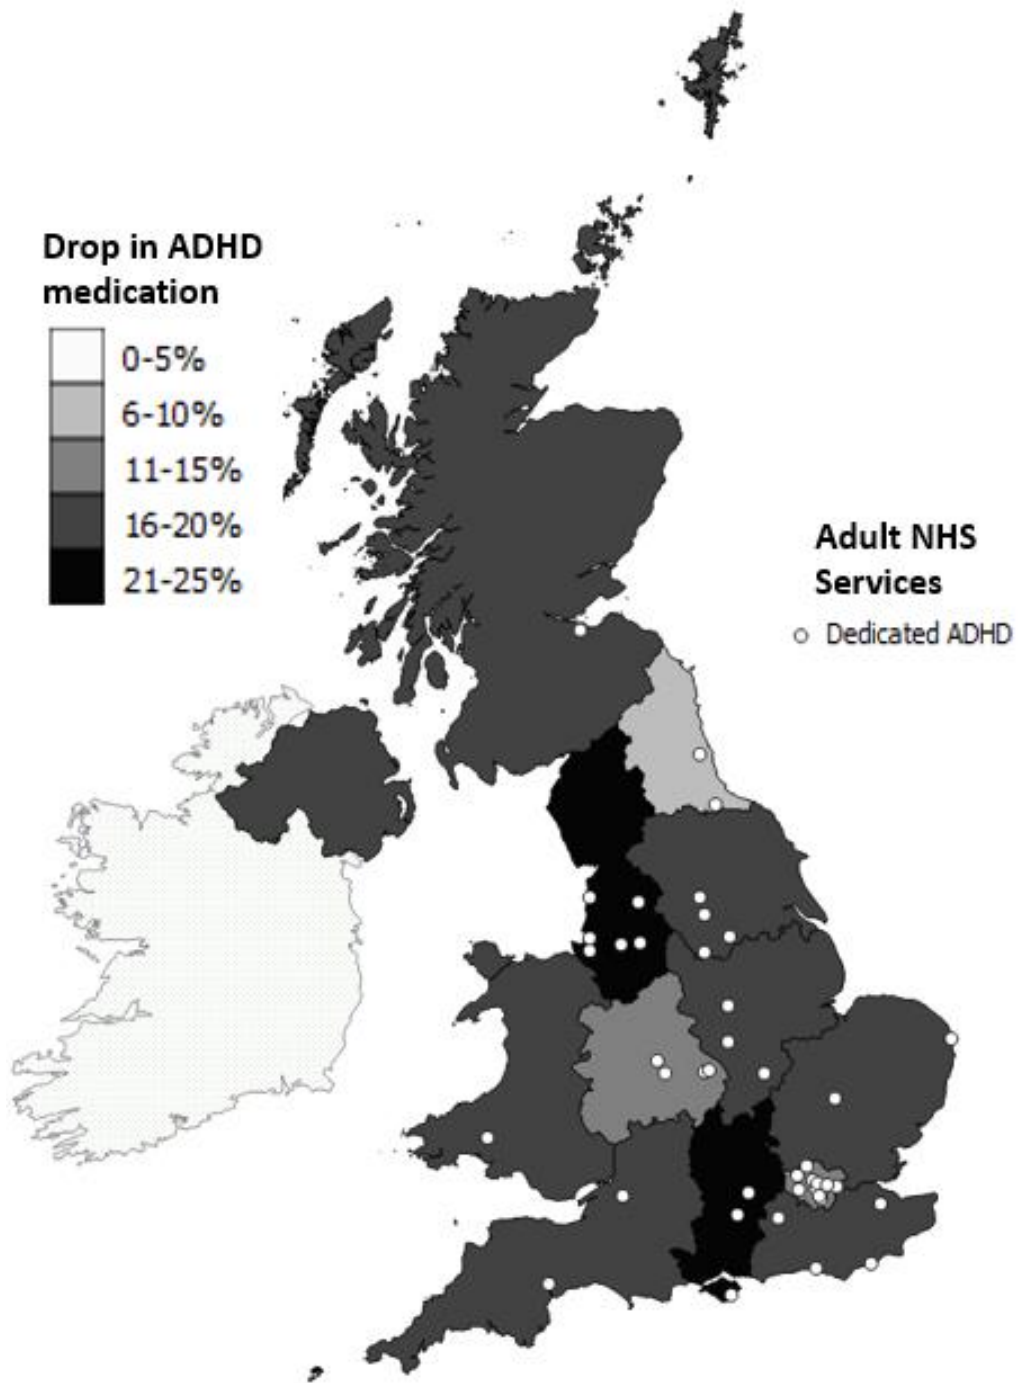 Drop in ADHD
medication
0-5%
6-10%
11-15%
16-20%
21-25%
Adult NHS
Services
Dedicated ADHD